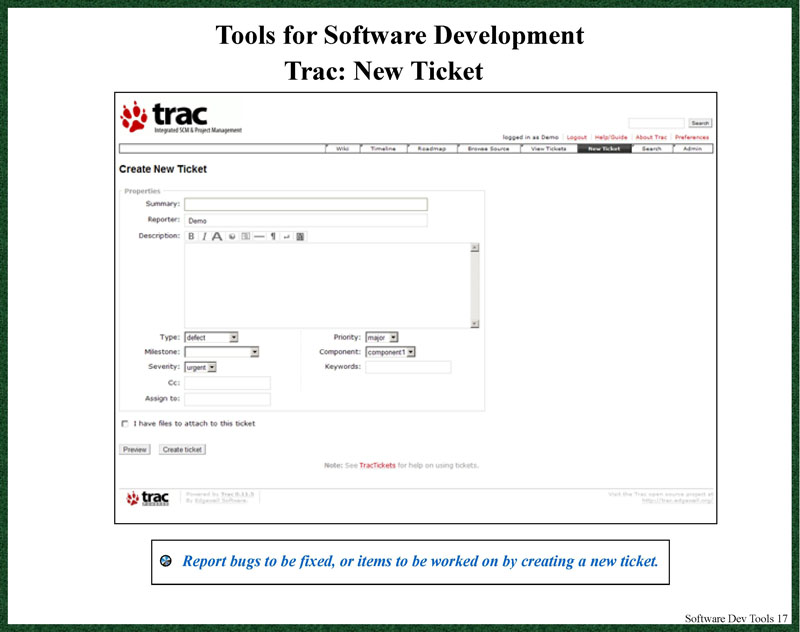 Tools for Software Development
Trac: New Ticket
trac
Integrated SCM & Project Management
Search
logged in as Demo Logout Help/Guide About Trac Preferences
Wiki Timeline Roadmap Browse Source View Tickets New Ticket Search Admin
Create New Ticket
Properties
Summary:
Reporter: Demo
Description: B I A
Type: defect Priority: major
Milestone: Component: component1
Severity: urgent Keywords:
Cc:
Assign to:
I have files to attach to this ticket
Preview Create ticket
Note: See TracTickets for help on using tickets.
trac
POWERED
Powered by Trac
By Edgewall Software.
Visit the Trac open source project at
http://trac.edgewall.org/
Report bugs to be fixed, or items to be worked on by creating a new ticket.
Software Dev Tools 17